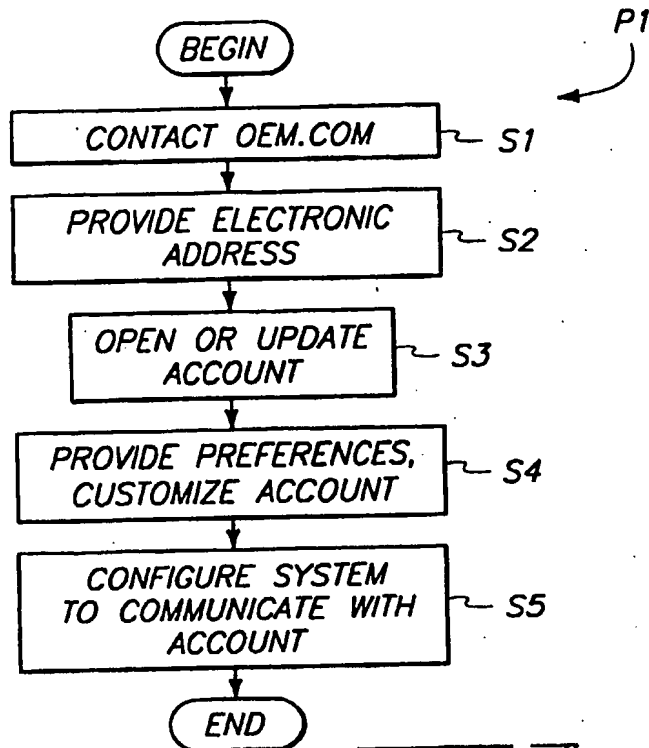 P1
BEGIN
CONTACT OEM.COM
S1
PROVIDE ELECTRONIC
ADDRESS
S2
OPEN OR UPDATE
ACCOUNT
S3
PROVIDE PREFERENCES,
CUSTOMIZE ACCOUNT
S4
CONFIGURE SYSTEM
TO COMMUNICATE WITH
ACCOUNT
S5
END